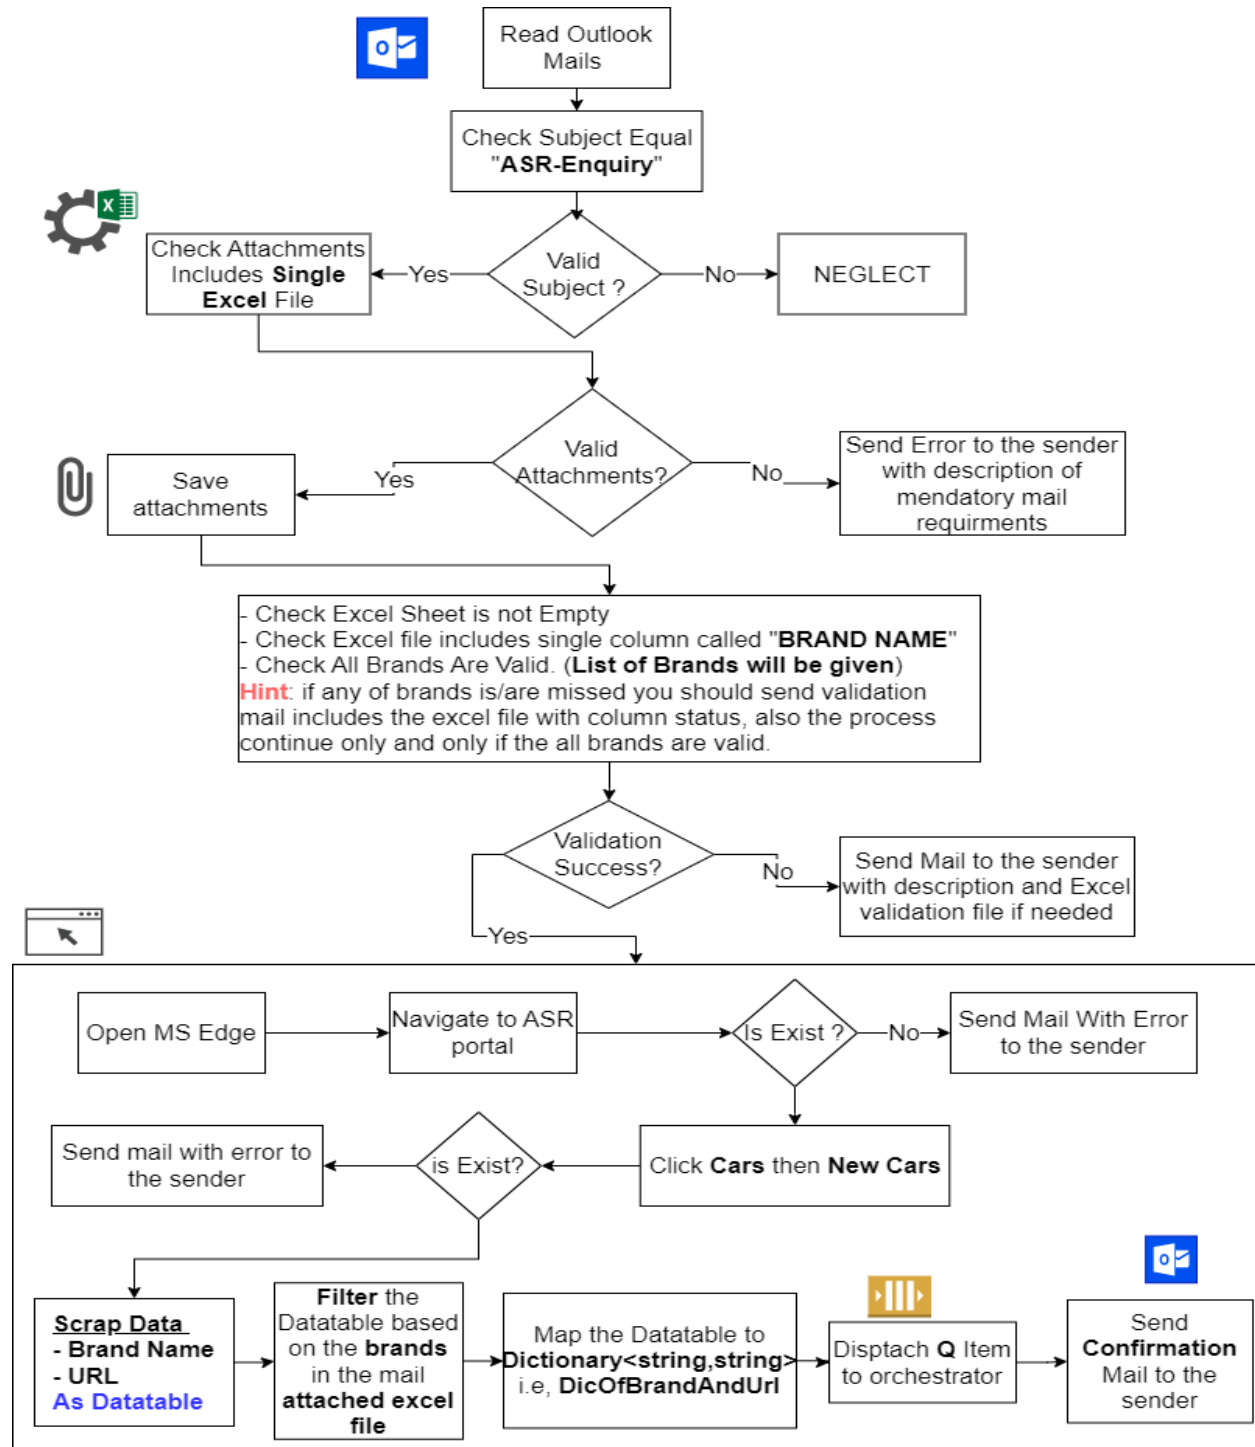 Read Outlook
Mails
Check Subject Equal
"ASR-Enquiry"
Check Attachments
Includes Single
Excel File
Yes
Valid
Subject ?
No
NEGLECT
Save
attachments
Yes
Valid
Attachments?
No
Send Error to the sender
with description of
mendatory mail
requirments
- Check Excel Sheet is not Empty
- Check Excel file includes single column called "BRAND NAME"
- Check All Brands Are Valid. (List of Brands will be given)
Hint: if any of brands is/are missed you should send validation
mail includes the excel file with column status, also the process
continue only and only if the all brands are valid.
Validation
Success?
No
Send Mail to the sender
with description and Excel
validation file if needed
Yes
Open MS Edge
Navigate to ASR
portal
Is Exist ?
No
Send Mail With Error
to the sender
Send mail with error to
the sender
is Exist?
Click Cars then New Cars
Scrap Data
- Brand Name
- URL
As Datatable
Filter the
Datatable based
on the brands
in the mail
attached excel
file
Map the Datatable to
Dictionary<string,string>
i.e, DicOfBrandAndUrl
Disptach Q Item
to orchestrator
Send
Confirmation
Mail to the
sender